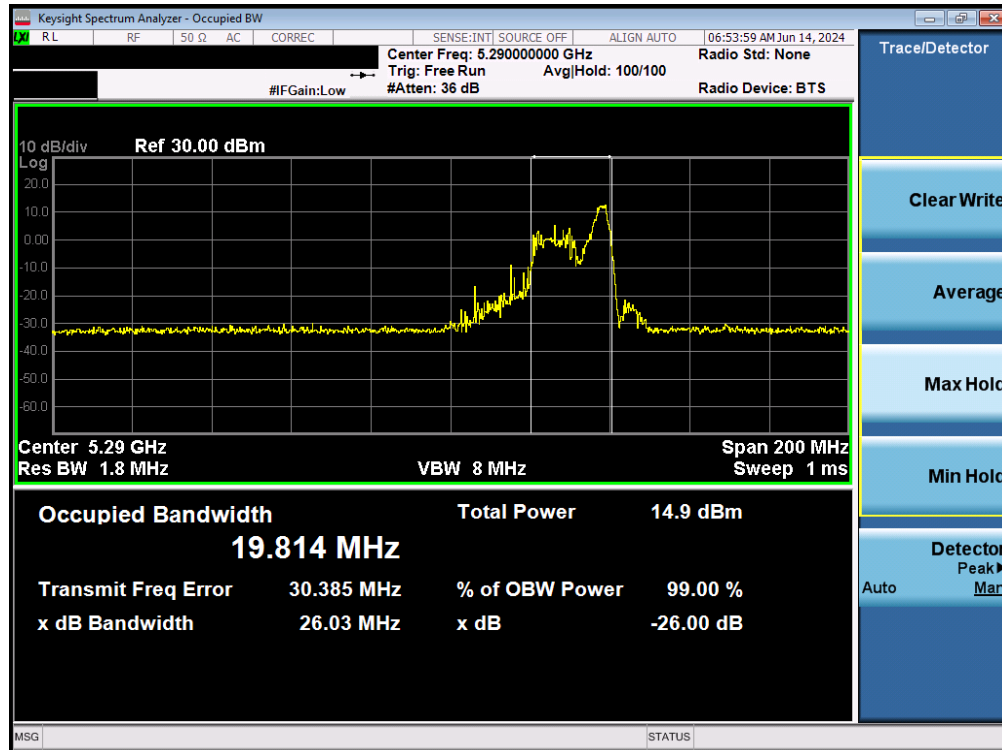 Keysight Spectrum Analyzer - Occupied BW
LXI RL RF 50 Ω AC CORREC SENSE:INT SOURCE OFF ALIGN AUTO 06:53:59 AM Jun 14, 2024
Center Freq: 5.290000000 GHz Radio Std: None
Trig: Free Run Avg|Hold: 100/100
#IFGain:Low #Atten: 36 dB Radio Device: BTS
Trace/Detector
10 dB/div Ref 30.00 dBm
Log
20.0
10.0
0.00
-10.0
-20.0
-30.0
-40.0
-50.0
-60.0
Center 5.29 GHz Span 200 MHz
Res BW 1.8 MHz VBW 8 MHz Sweep 1 ms
Occupied Bandwidth Total Power 14.9 dBm
19.814 MHz
Transmit Freq Error 30.385 MHz % of OBW Power 99.00 %
x dB Bandwidth 26.03 MHz x dB -26.00 dB
Clear Write
Average
Max Hold
Min Hold
Detector
Peak▶
Auto Man
MSG STATUS